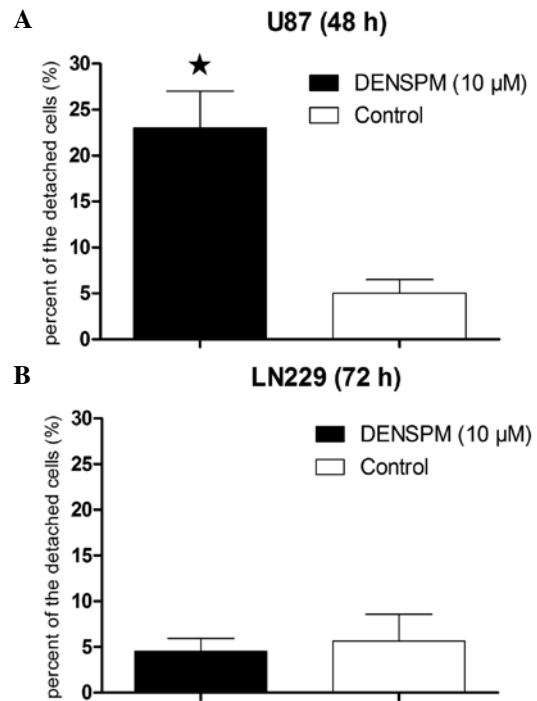 A
U87 (48 h)
percent of the detached cells (%)
30
25
20
15
10
5
0
DENSPM (10 µM)
Control
B
LN229 (72 h)
percent of the detached cells (%)
30
25
20
15
10
5
0
DENSPM (10 µM)
Control